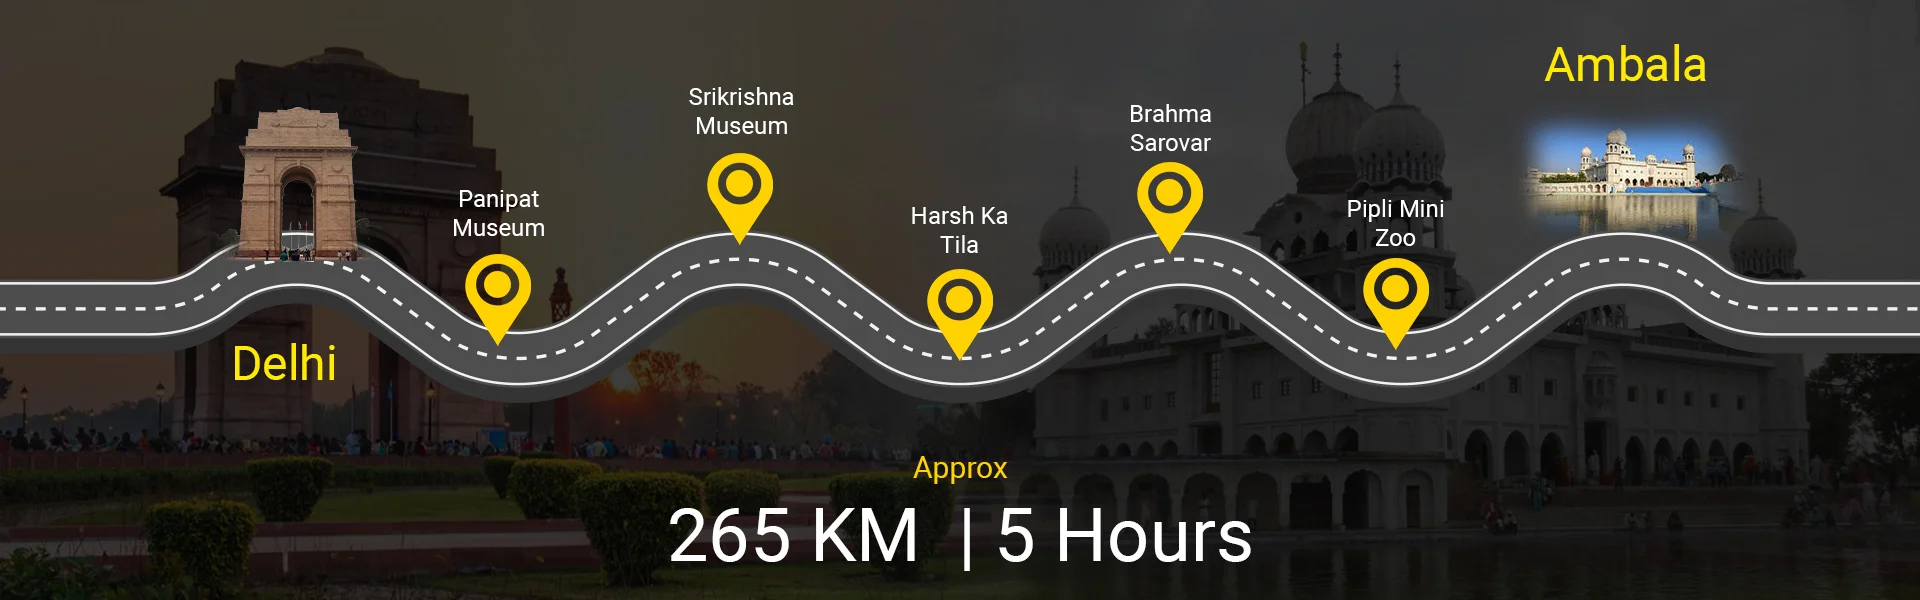 Ambala
Srikrishna
Museum
Brahma
Sarovar
Panipat
Museum
Harsh Ka
Tila
Pipli Mini
Zoo
Delhi
Approx
265 KM | 5 Hours